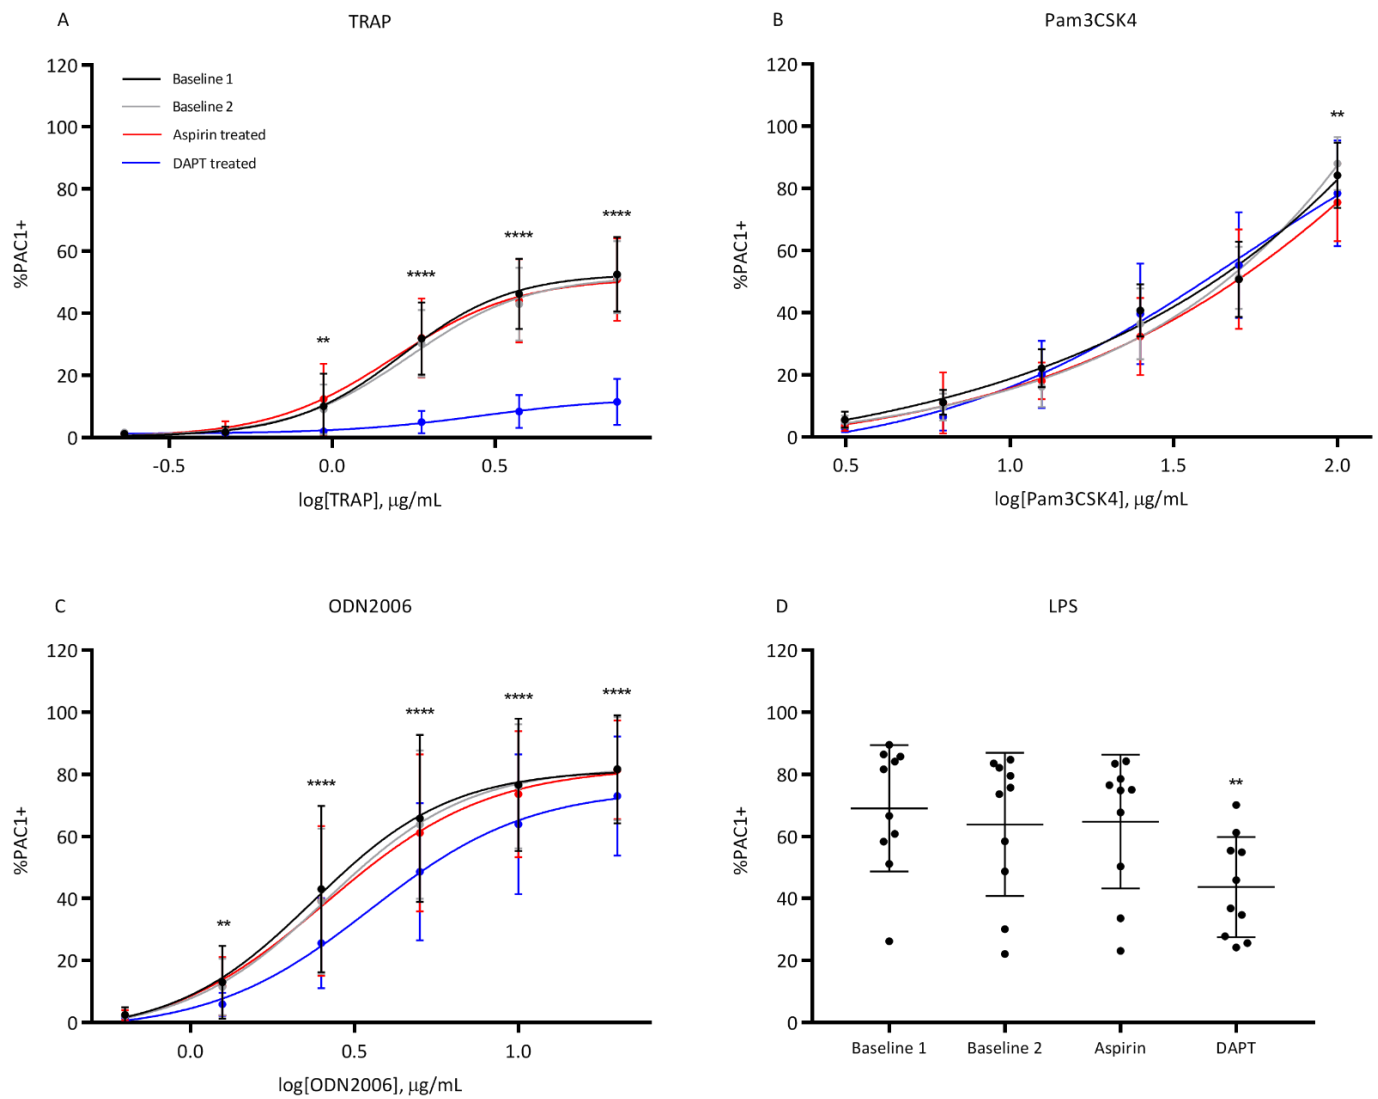 A
TRAP
120
100
80
60
40
20
0
%PAC1+
Baseline 1
Baseline 2
Aspirin treated
DAPT treated
**
****
****
****
-0.5
0.0
0.5
log[TRAP], μg/mL
B
Pam3CSK4
120
100
80
60
40
20
0
%PAC1+
**
0.5
1.0
1.5
2.0
log[Pam3CSK4], μg/mL
C
ODN2006
120
100
80
60
40
20
0
%PAC1+
**
****
****
****
****
0.0
0.5
1.0
log[ODN2006], μg/mL
D
LPS
120
100
80
60
40
20
0
%PAC1+
**
Baseline 1
Baseline 2
Aspirin
DAPT